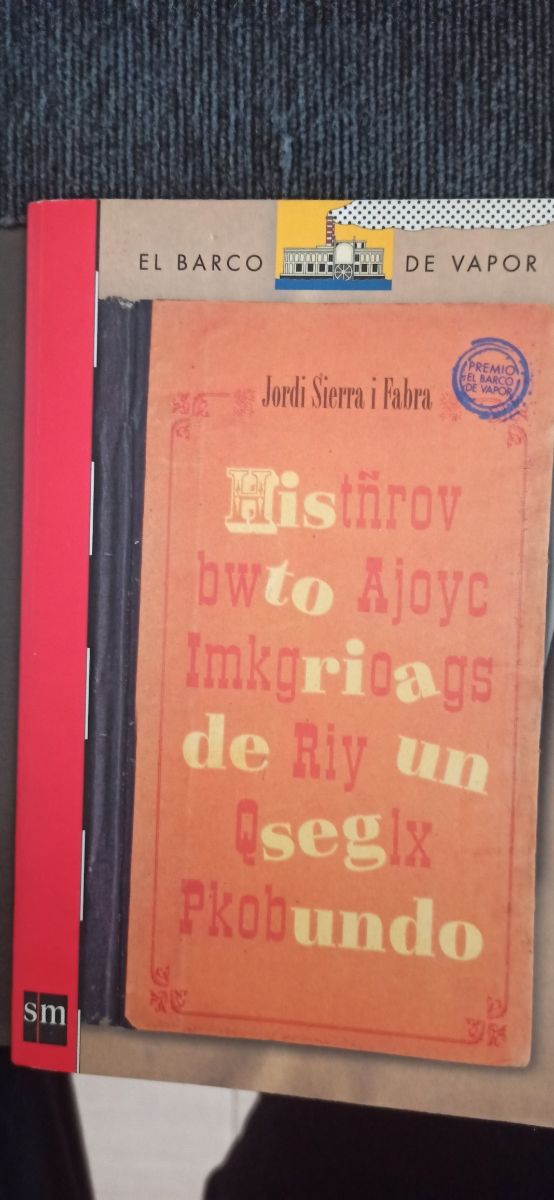 EL BARCO DE VAPOR
PREMIO
EL BARCO
DE VAPOR
Jordi Sierra i Fabra
Histñrov
bwto Ajoyc
Imkgrioags
de Riy un
Qseglx
Pkobundo
sm